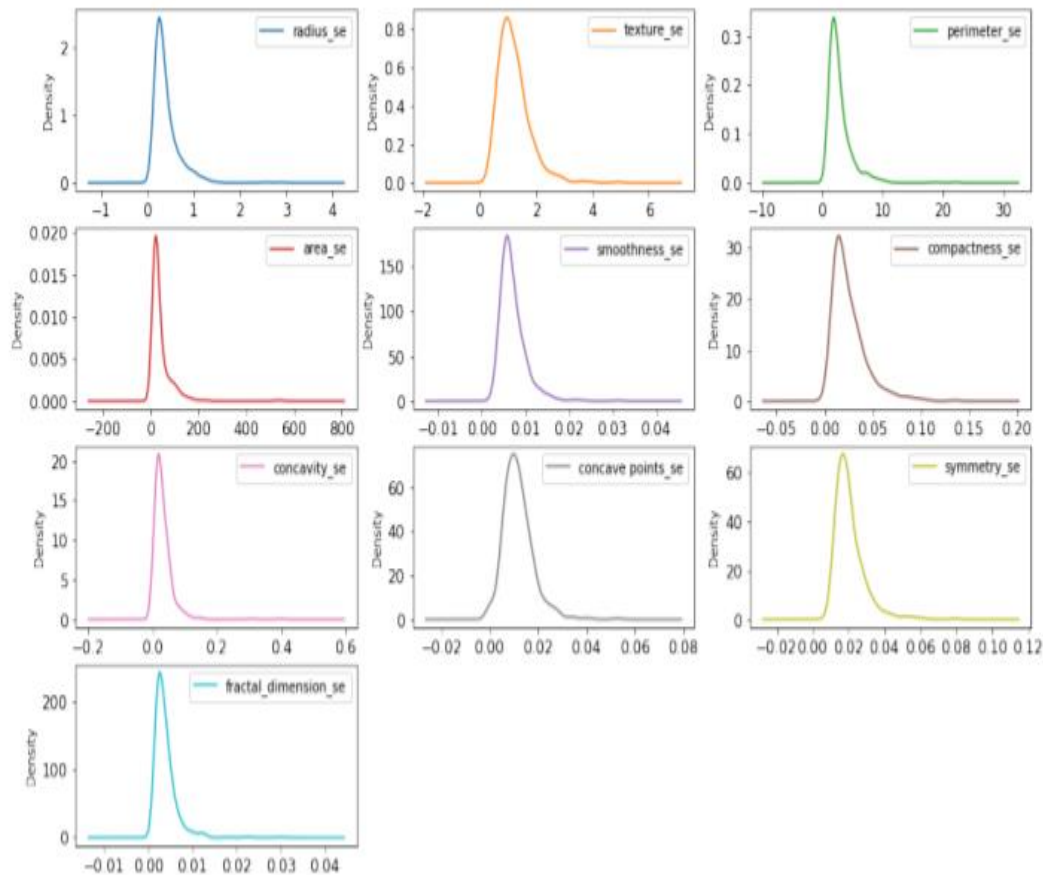 radius_se
texture_se
perimeter_se
Density
2
1
0
−1 0 1 2 3 4
Density
0.8
0.6
0.4
0.2
0.0
−2 0 2 4 6
Density
0.3
0.2
0.1
0.0
−10 0 10 20 30
area_se
smoothness_se
compactness_se
Density
0.020
0.015
0.010
0.005
0.000
−200 0 200 400 600 800
Density
150
100
50
0
−0.01 0.00 0.01 0.02 0.03 0.04
Density
30
20
10
0
−0.05 0.00 0.05 0.10 0.15 0.20
concavity_se
concave points_se
symmetry_se
Density
20
15
10
5
0
−0.2 0.0 0.2 0.4 0.6
Density
60
40
20
0
−0.02 0.00 0.02 0.04 0.06 0.08
Density
60
40
20
0
−0.02 0.00 0.02 0.04 0.06 0.08 0.10 0.12
fractal_dimension_se
Density
200
100
0
−0.01 0.00 0.01 0.02 0.03 0.04